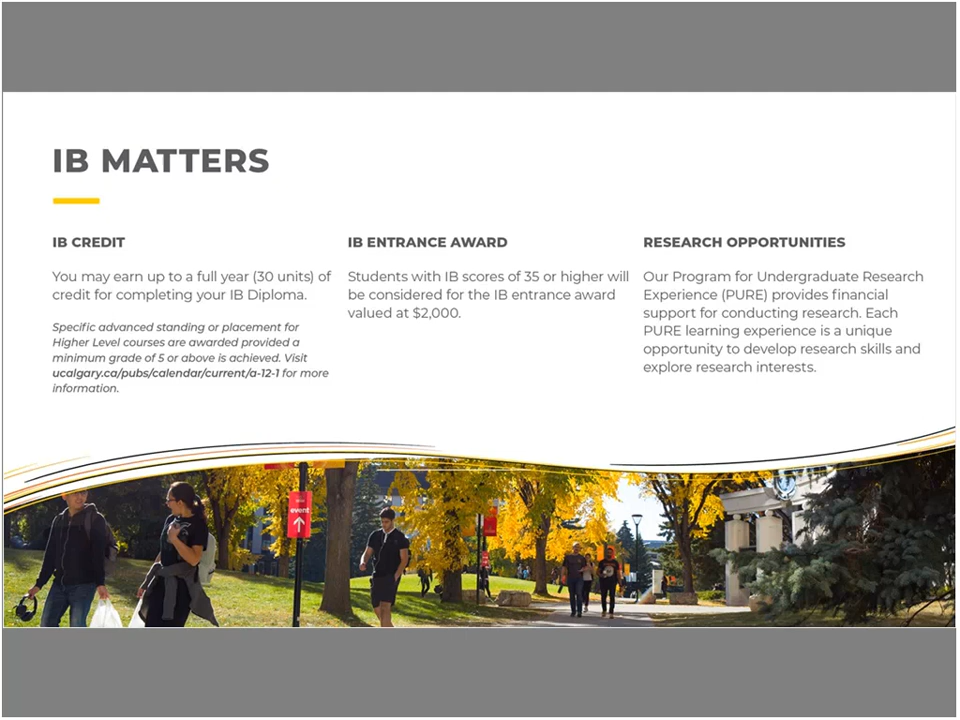 IB MATTERS
IB CREDIT
You may earn up to a full year (30 units) of
credit for completing your IB Diploma.
Specific advanced standing or placement for
Higher Level courses are awarded provided a
minimum grade of 5 or above is achieved. Visit
ucalgary.ca/pubs/calendar/current/a-12-1 for more
information.
IB ENTRANCE AWARD
Students with IB scores of 35 or higher will
be considered for the IB entrance award
valued at $2,000.
RESEARCH OPPORTUNITIES
Our Program for Undergraduate Research
Experience (PURE) provides financial
support for conducting research. Each
PURE learning experience is a unique
opportunity to develop research skills and
explore research interests.
event